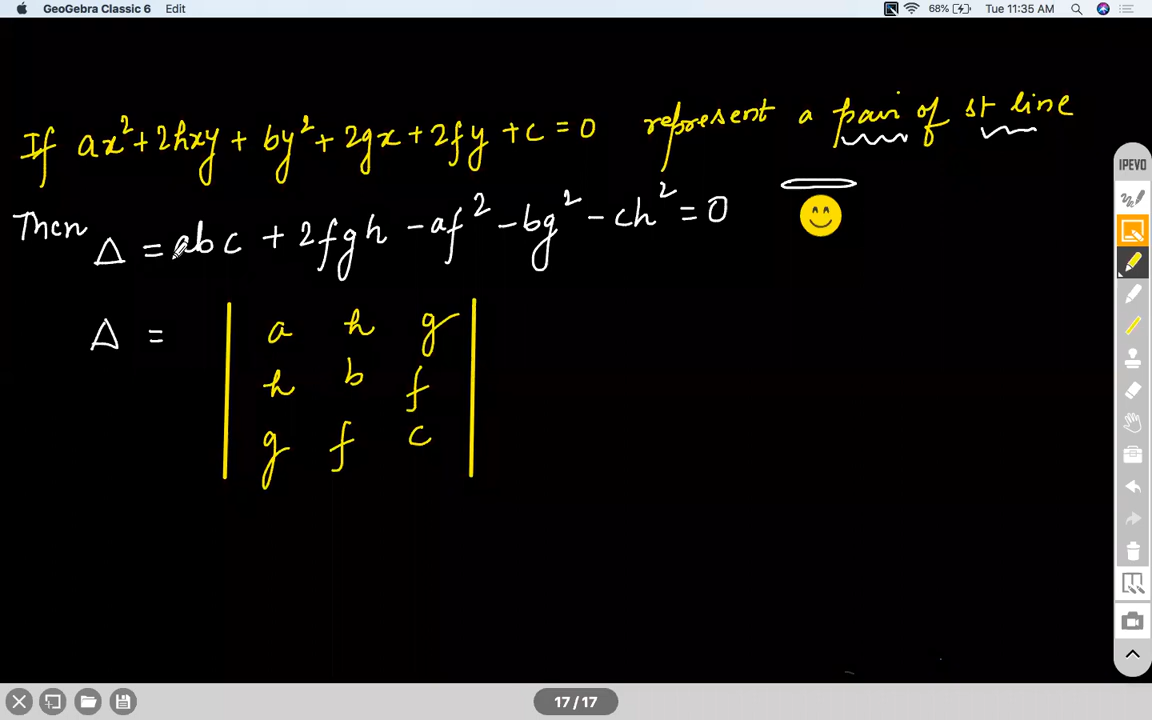 GeoGebra Classic 6 Edit 68% Tue 11:35 AM
If ax²+2hxy + by² + 2gx + 2fy + c = 0 represent a pair of st line
Then Δ = abc + 2fgh - af² - bg² - ch² = 0
Δ = | a h g |
| h b f |
| g f c |
IPEVO
17 / 17